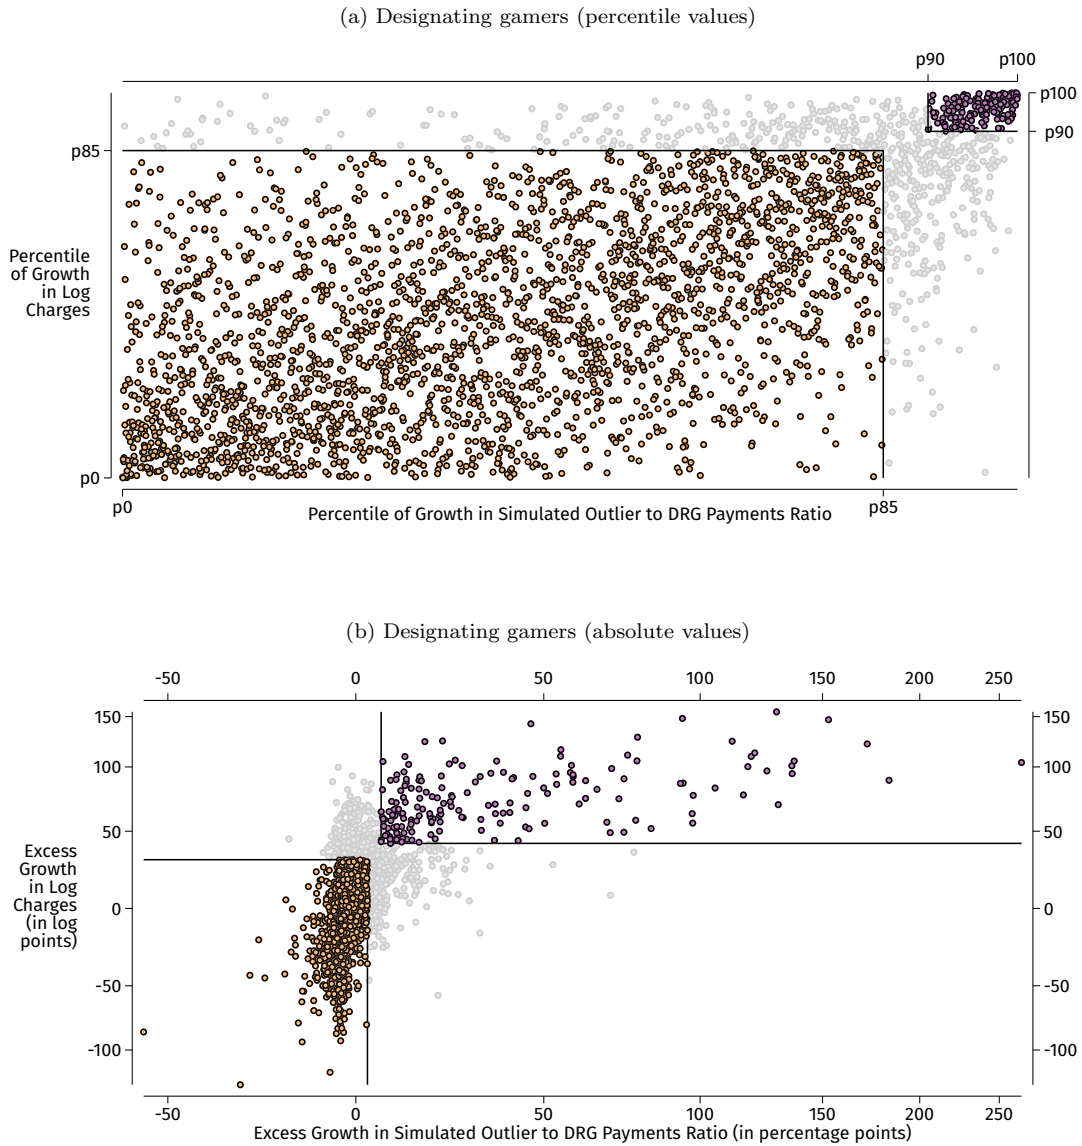 (a) Designating gamers (percentile values)
p90 p100
p100
p90
p85
Percentile
of Growth
in Log
Charges
p0
p0 p85
Percentile of Growth in Simulated Outlier to DRG Payments Ratio
(b) Designating gamers (absolute values)
-50 0 50 100 150 200 250
150 150
100 100
50 50
Excess
Growth
in Log
Charges
(in log
points)
0 0
-50 -50
-100 -100
-50 0 50 100 150 200 250
Excess Growth in Simulated Outlier to DRG Payments Ratio (in percentage points)